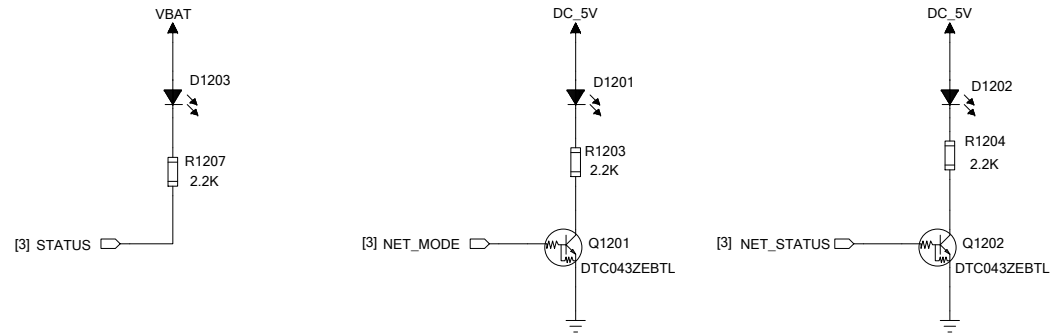 VBAT
D1203
R1207
2.2K
[3] STATUS
DC_5V
D1201
R1203
2.2K
[3] NET_MODE
Q1201
DTC043ZEBTL
DC_5V
D1202
R1204
2.2K
[3] NET_STATUS
Q1202
DTC043ZEBTL